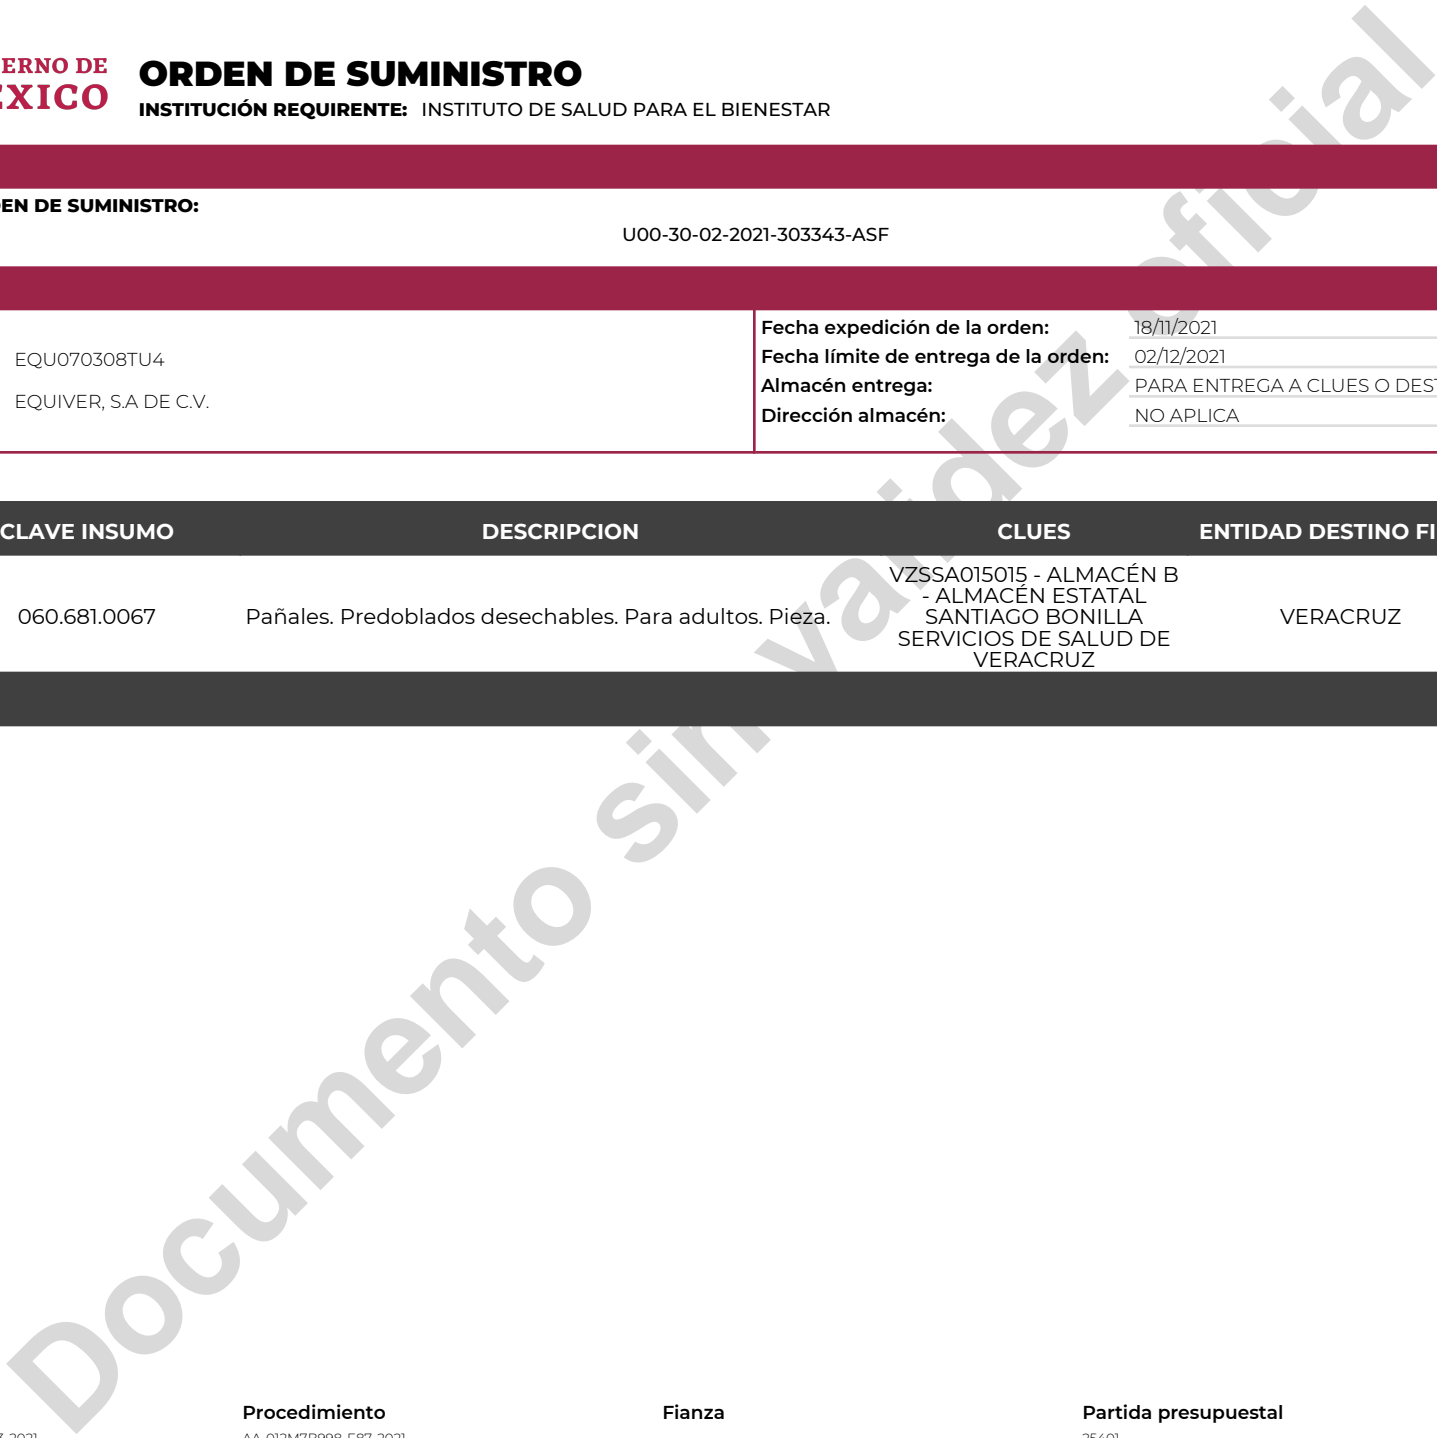 ERNO DE
EXICO
ORDEN DE SUMINISTRO
INSTITUCIÓN REQUIRENTE: INSTITUTO DE SALUD PARA EL BIENESTAR
EN DE SUMINISTRO:
U00-30-02-2021-303343-ASF
EQU070308TU4
EQUIVER, S.A DE C.V.
Fecha expedición de la orden: 18/11/2021
Fecha límite de entrega de la orden: 02/12/2021
Almacén entrega: PARA ENTREGA A CLUES O DEST
Dirección almacén: NO APLICA
CLAVE INSUMO DESCRIPCION CLUES ENTIDAD DESTINO FI
060.681.0067 Pañales. Predoblados desechables. Para adultos. Pieza. VZSSA015015 - ALMACÉN B
- ALMACÉN ESTATAL
SANTIAGO BONILLA
SERVICIOS DE SALUD DE
VERACRUZ
VERACRUZ
Documento sin validez oficial
Procedimiento Fianza Partida presupuestal